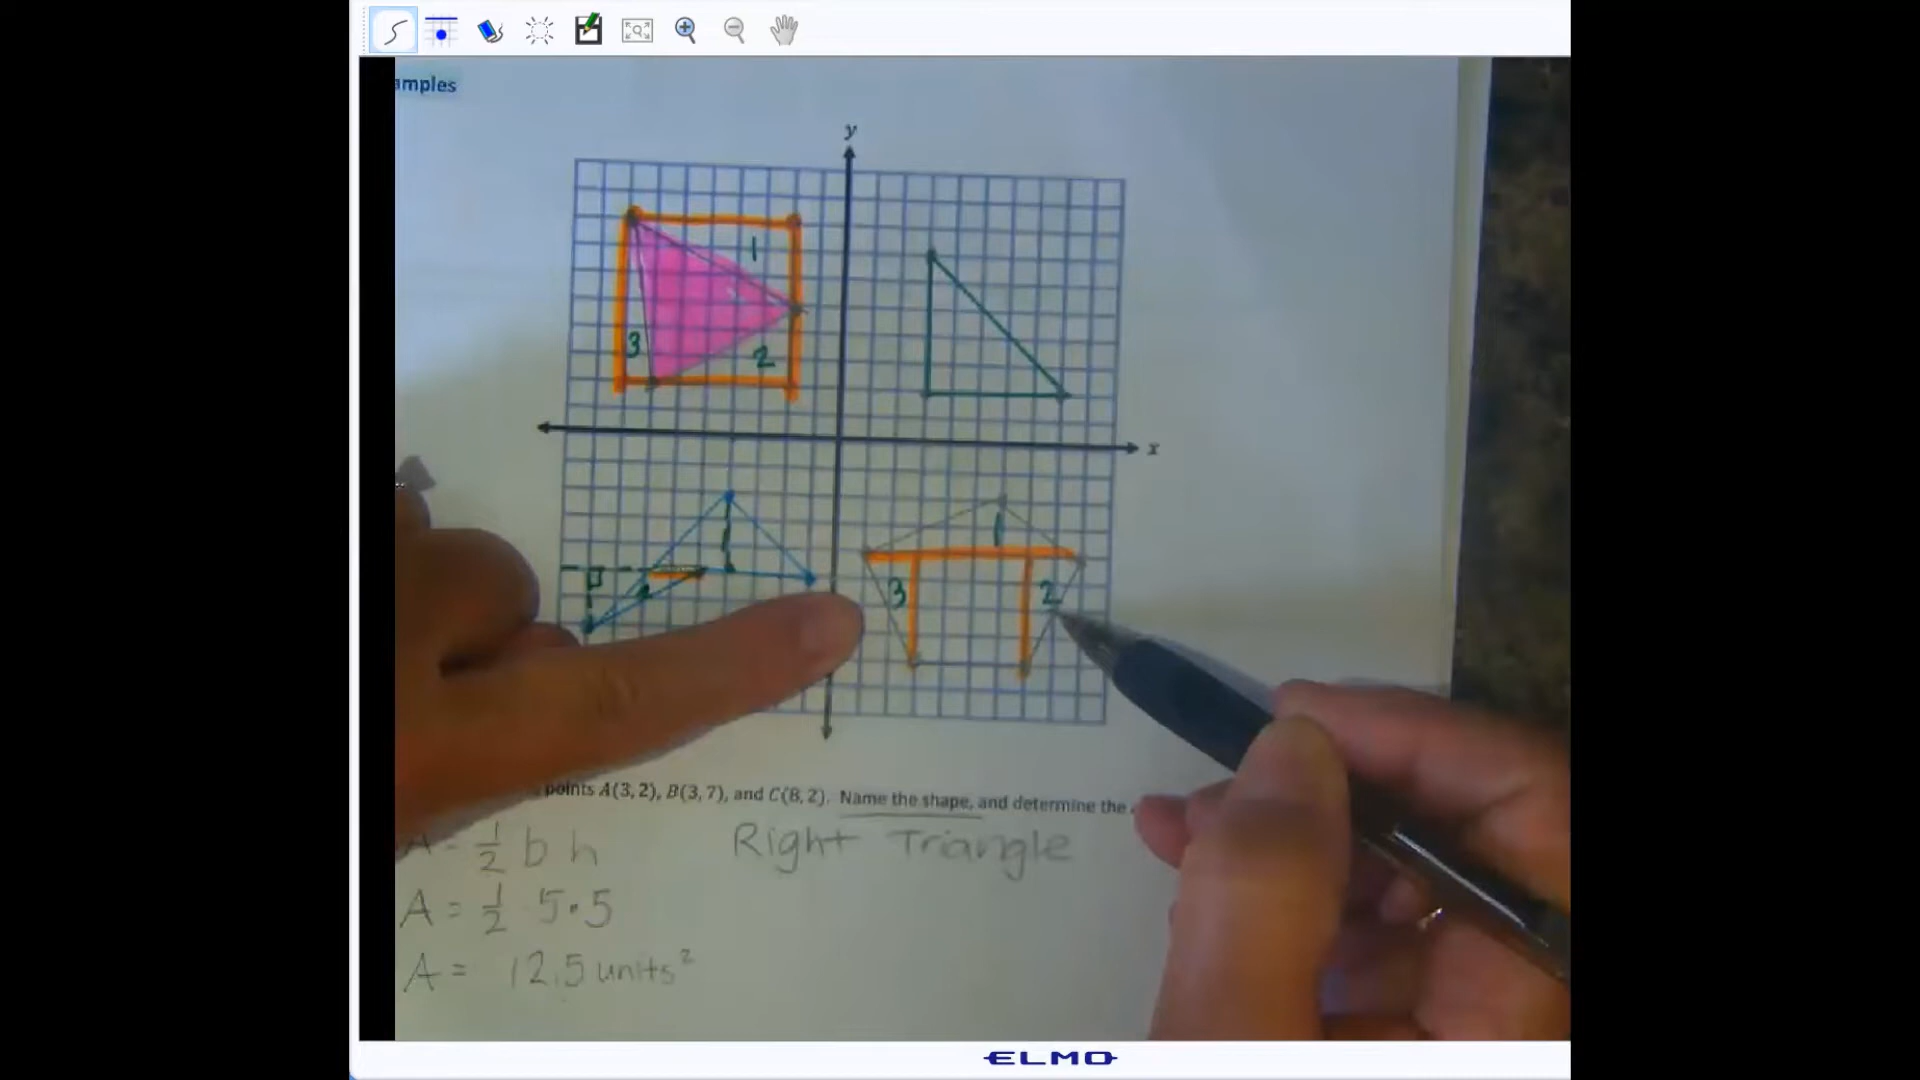 amples
y
1
3
2
x
1
3
2
points A(3, 2), B(3, 7), and C(8, 2). Name the shape, and determine the
A = 1/2 b h
Right Triangle
A = 1/2 5·5
A = 12.5 units²
ELMO